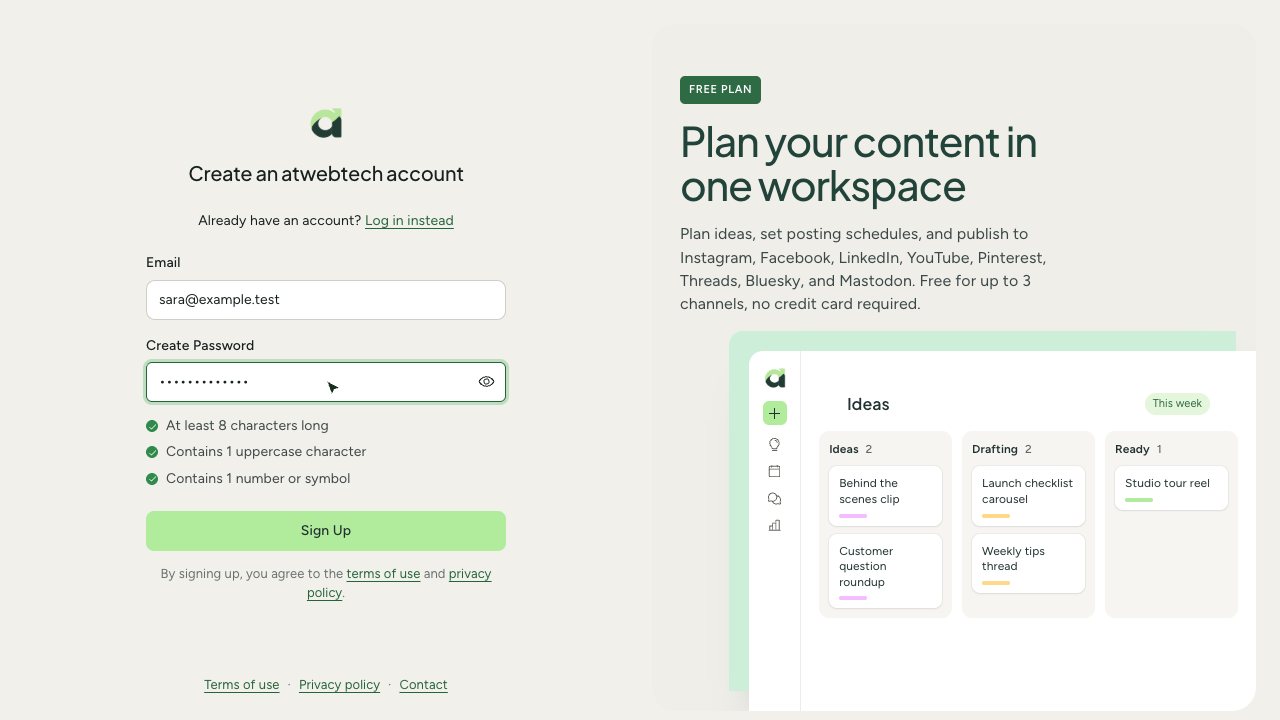 Create an atwebtech account
Already have an account? Log in instead
Email
sara@example.test
Create Password
•••••••••••••
At least 8 characters long
Contains 1 uppercase character
Contains 1 number or symbol
Sign Up
By signing up, you agree to the terms of use and privacy
policy.
Terms of use · Privacy policy · Contact
FREE PLAN
Plan your content in
one workspace
Plan ideas, set posting schedules, and publish to
Instagram, Facebook, LinkedIn, YouTube, Pinterest,
Threads, Bluesky, and Mastodon. Free for up to 3
channels, no credit card required.
Ideas
This week
Ideas 2
Behind the
scenes clip
Customer
question
roundup
Drafting 2
Launch checklist
carousel
Weekly tips
thread
Ready 1
Studio tour reel